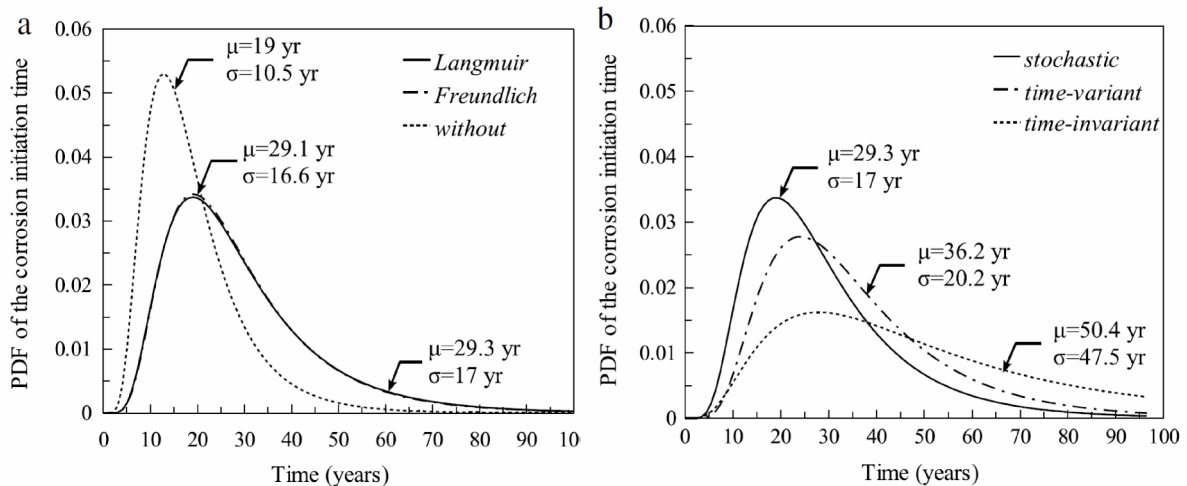 a
PDF of the corrosion initiation time
0.06
0.05
0.04
0.03
0.02
0.01
0
μ=19 yr
σ=10.5 yr
Langmuir
Freundlich
without
μ=29.1 yr
σ=16.6 yr
μ=29.3 yr
σ=17 yr
0 10 20 30 40 50 60 70 80 90 10
Time (years)
b
PDF of the corrosion initiation time
0.06
0.05
0.04
0.03
0.02
0.01
0
stochastic
time-variant
time-invariant
μ=29.3 yr
σ=17 yr
μ=36.2 yr
σ=20.2 yr
μ=50.4 yr
σ=47.5 yr
0 10 20 30 40 50 60 70 80 90 100
Time (years)